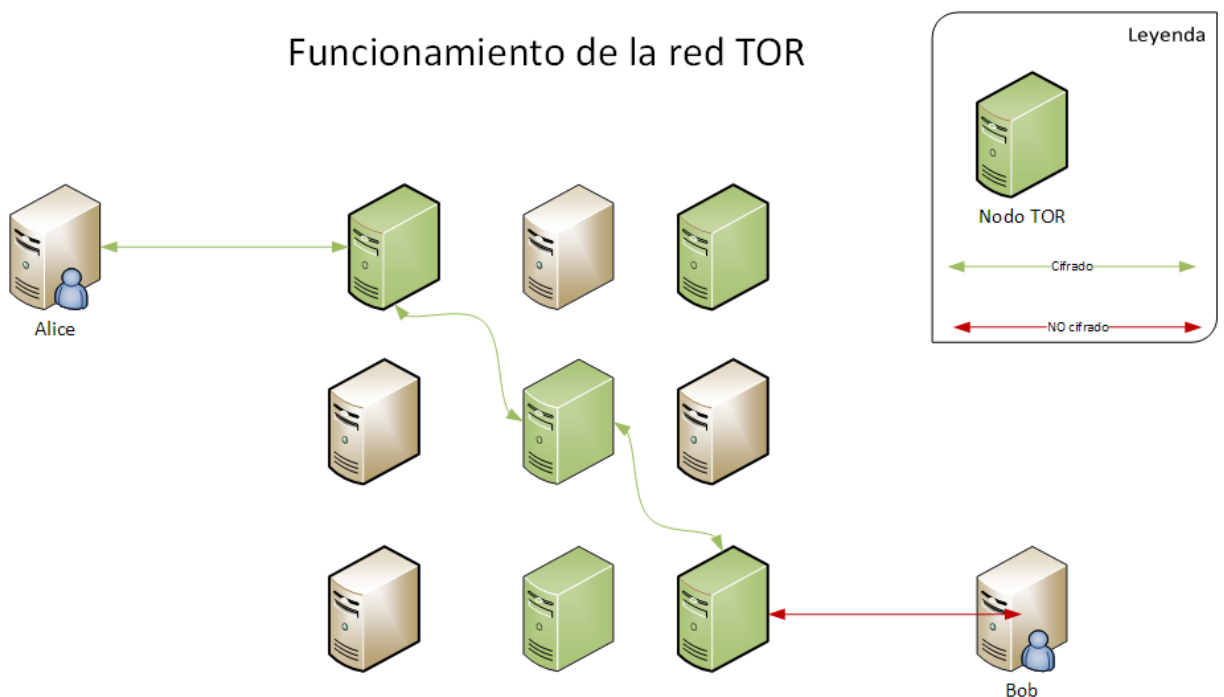 Funcionamiento de la red TOR
Leyenda
Nodo TOR
Cifrado
NO cifrado
Alice
Bob